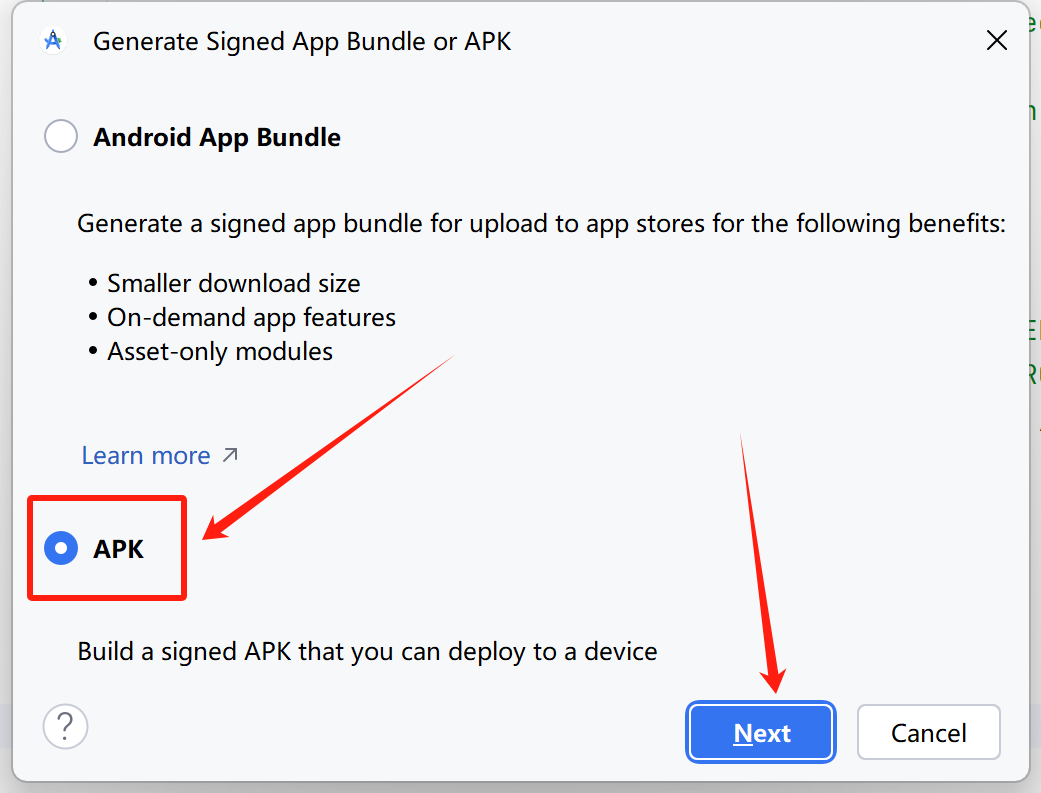 Generate Signed App Bundle or APK
Android App Bundle
Generate a signed app bundle for upload to app stores for the following benefits:
• Smaller download size
• On-demand app features
• Asset-only modules
Learn more ↗
APK
Build a signed APK that you can deploy to a device
?
Next
Cancel